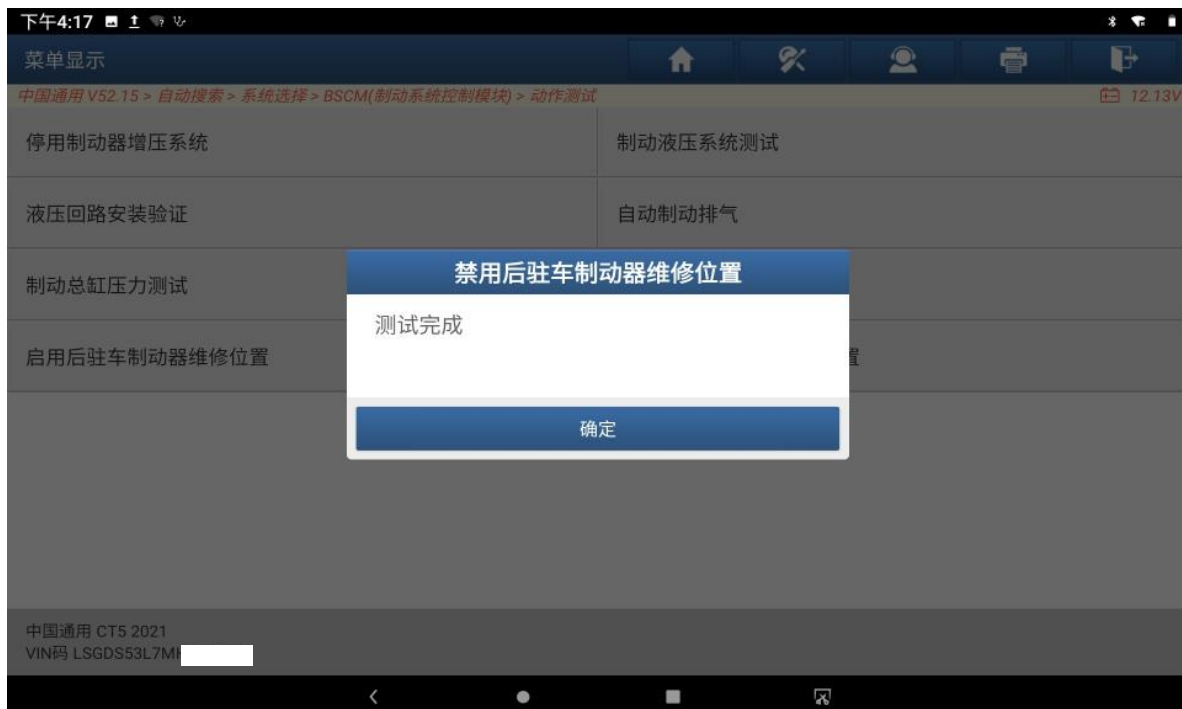 下午4:17
菜单显示
中国通用 V52.15 > 自动搜索 > 系统选择 > BSCM(制动系统控制模块) > 动作测试
12.13V
停用制动器增压系统
制动液压系统测试
液压回路安装验证
自动制动排气
制动总缸压力测试
启用后驻车制动器维修位置
置
禁用后驻车制动器维修位置
测试完成
确定
中国通用 CT5 2021
VIN码 LSGDS53L7M